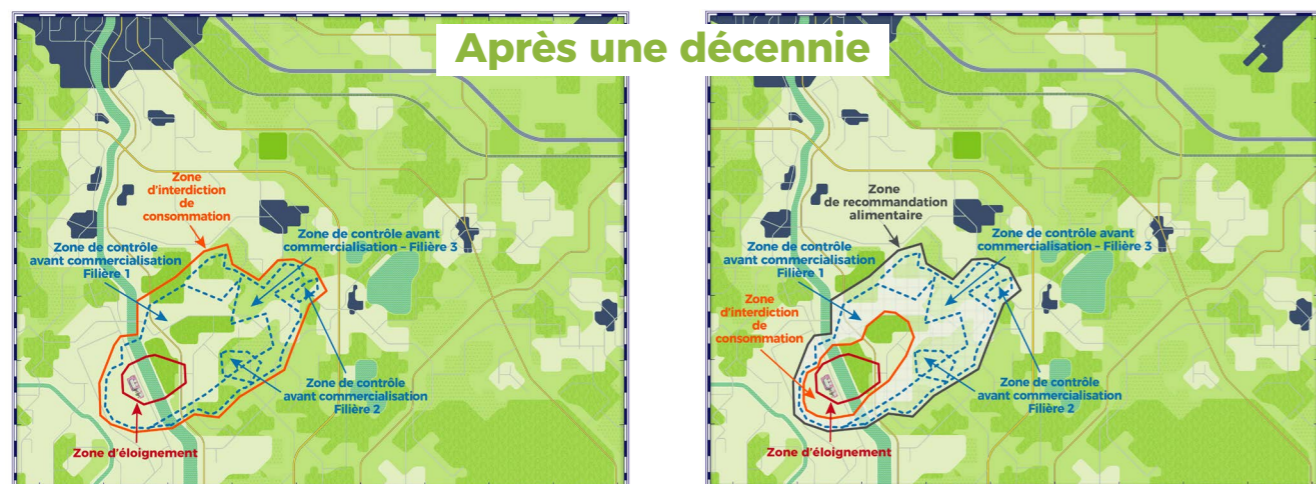 Après une décennie
Zone
d'interdiction
de
consommation
Zone de contrôle
avant commercialisation
Filière 1
Zone de contrôle avant
commercialisation – Filière 3
Zone de contrôle
avant commercialisation
Filière 2
Zone d'éloignement
Zone
de recommandation
alimentaire
Zone de contrôle
avant commercialisation
Filière 1
Zone de contrôle avant
commercialisation – Filière 3
Zone
d'interdiction
de
consommation
Zone de contrôle
avant commercialisation
Filière 2
Zone d'éloignement